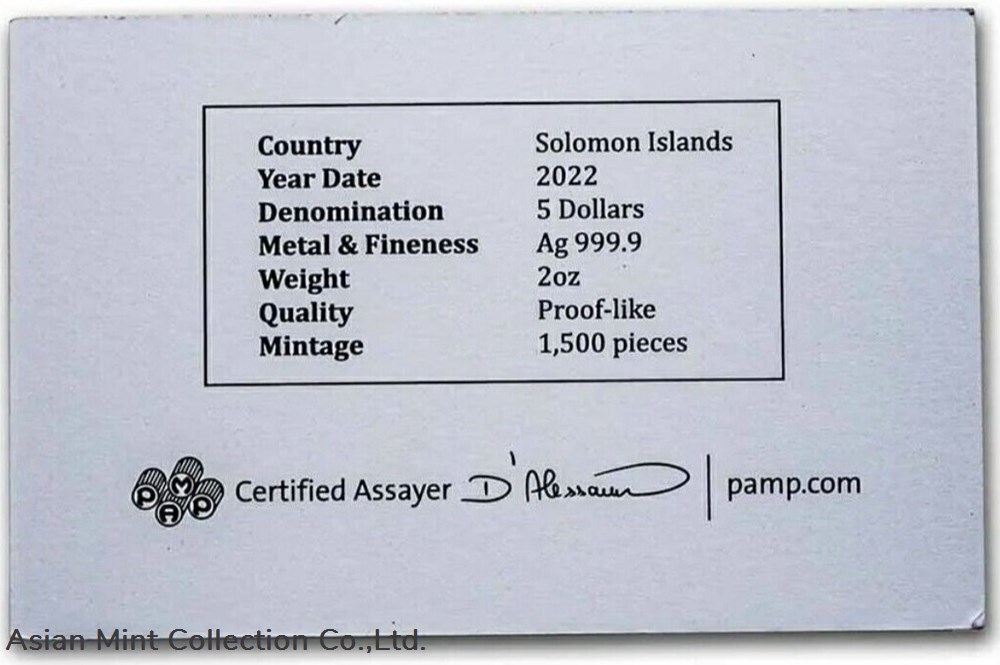 Country Solomon Islands
Year Date 2022
Denomination 5 Dollars
Metal & Fineness Ag 999.9
Weight 2oz
Quality Proof-like
Mintage 1,500 pieces
PAMP Certified Assayer D'Alessandro | pamp.com
Asian Mint Collection Co.,Ltd.